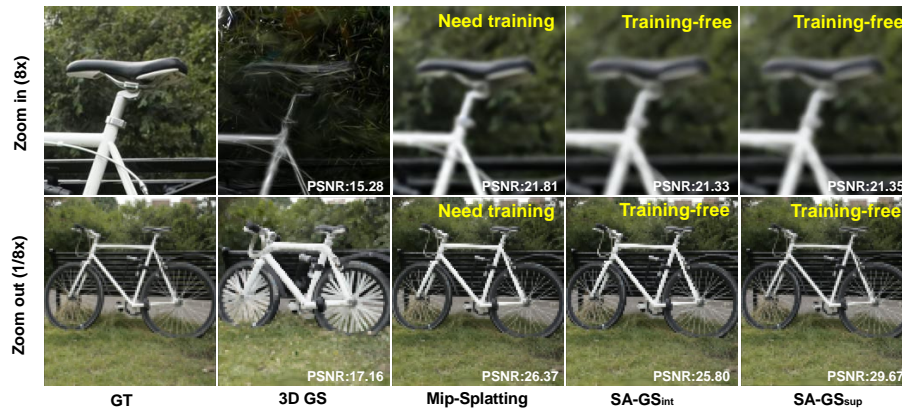 Zoom in (8x)
Need training
Training-free
Training-free
PSNR:15.28
PSNR:21.81
PSNR:21.33
PSNR:21.35
Zoom out (1/8x)
Need training
Training-free
Training-free
PSNR:17.16
PSNR:26.37
PSNR:25.80
PSNR:29.67
GT
3D GS
Mip-Splatting
SA-GSint
SA-GSsup